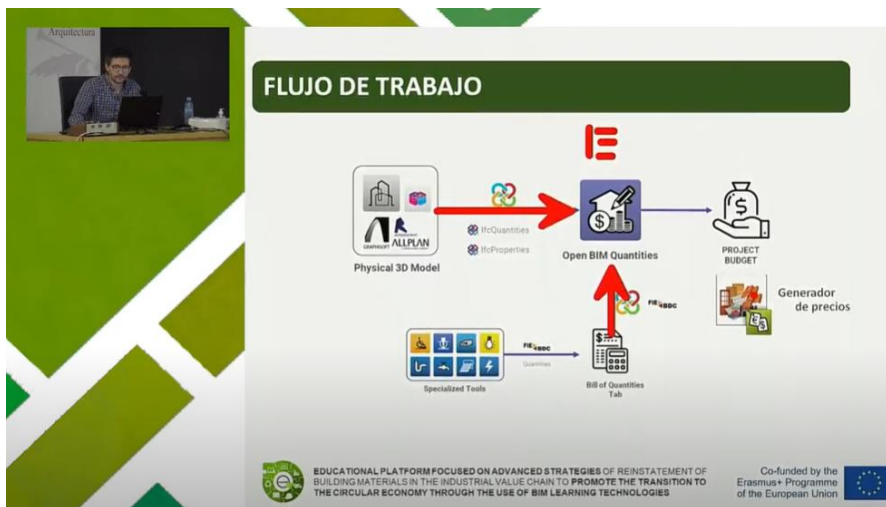 Arquitectura
FLUJO DE TRABAJO
IfcQuantities
IfcProperties
GRAPHISOFT
ALLPLAN
Physical 3D Model
Open BIM Quantities
PROJECT
BUDGET
Generador
de precios
FIE BDC
FIE BDC
Quantities
Specialized Tools
Bill of Quantities
Tab
EDUCATIONAL PLATFORM FOCUSED ON ADVANCED STRATEGIES OF REINSTATEMENT OF
BUILDING MATERIALS IN THE INDUSTRIAL VALUE CHAIN TO PROMOTE THE TRANSITION TO
THE CIRCULAR ECONOMY THROUGH THE USE OF BIM LEARNING TECHNOLOGIES
Co-funded by the
Erasmus+ Programme
of the European Union